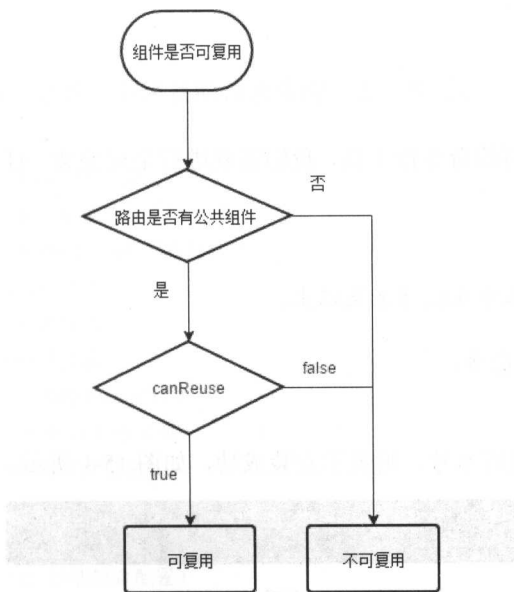 组件是否可复用
否
路由是否有公共组件
是
false
canReuse
true
可复用
不可复用